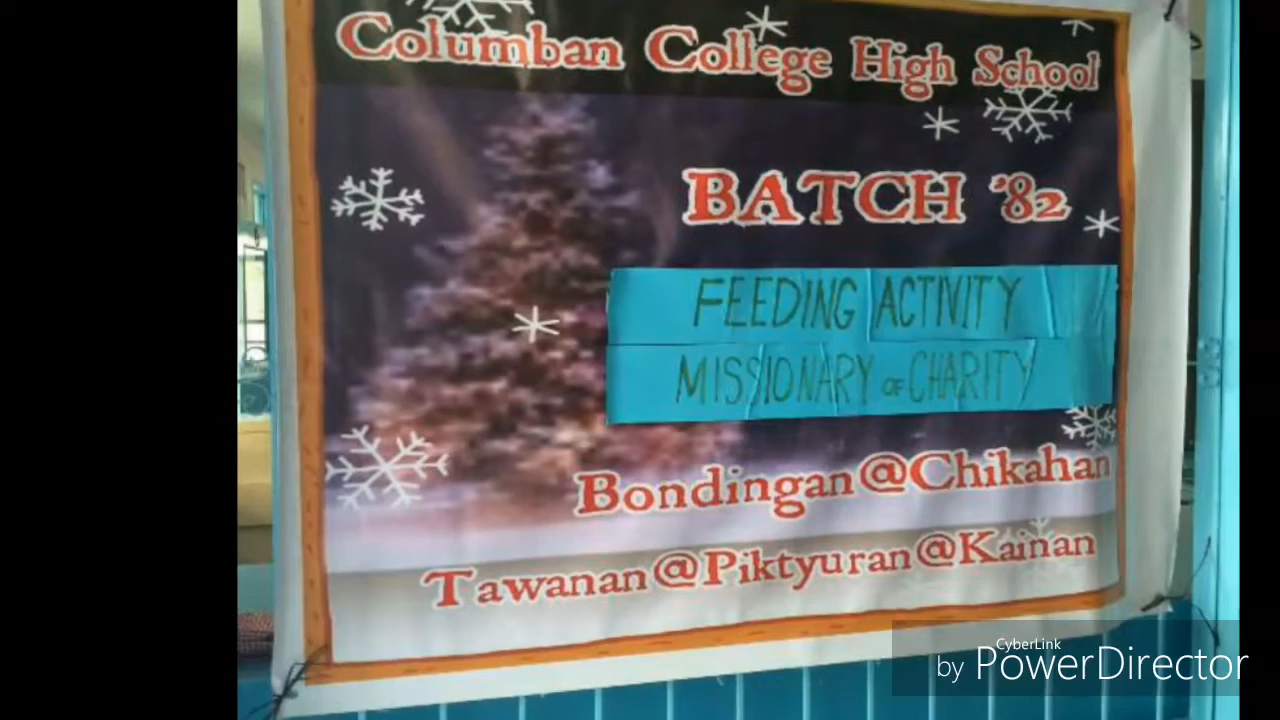 Columban College High School
BATCH '82
FEEDING ACTIVITY
MISSIONARY OF CHARITY
Bondingan@Chikahan
Tawanan@Piktyuran@Kainan
CyberLink
by PowerDirector